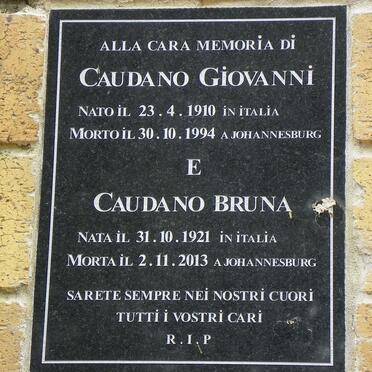 ALLA CARA MEMORIA DI
CAUDANO GIOVANNI
NATO IL 23.4.1910 IN ITALIA
MORTO IL 30.10.1994 A JOHANNESBURG
E
CAUDANO BRUNA
NATA IL 31.10.1921 IN ITALIA
MORTA IL 2.11.2013 A JOHANNESBURG
SARETE SEMPRE NEI NOSTRI CUORI
TUTTI I VOSTRI CARI
R.I.P